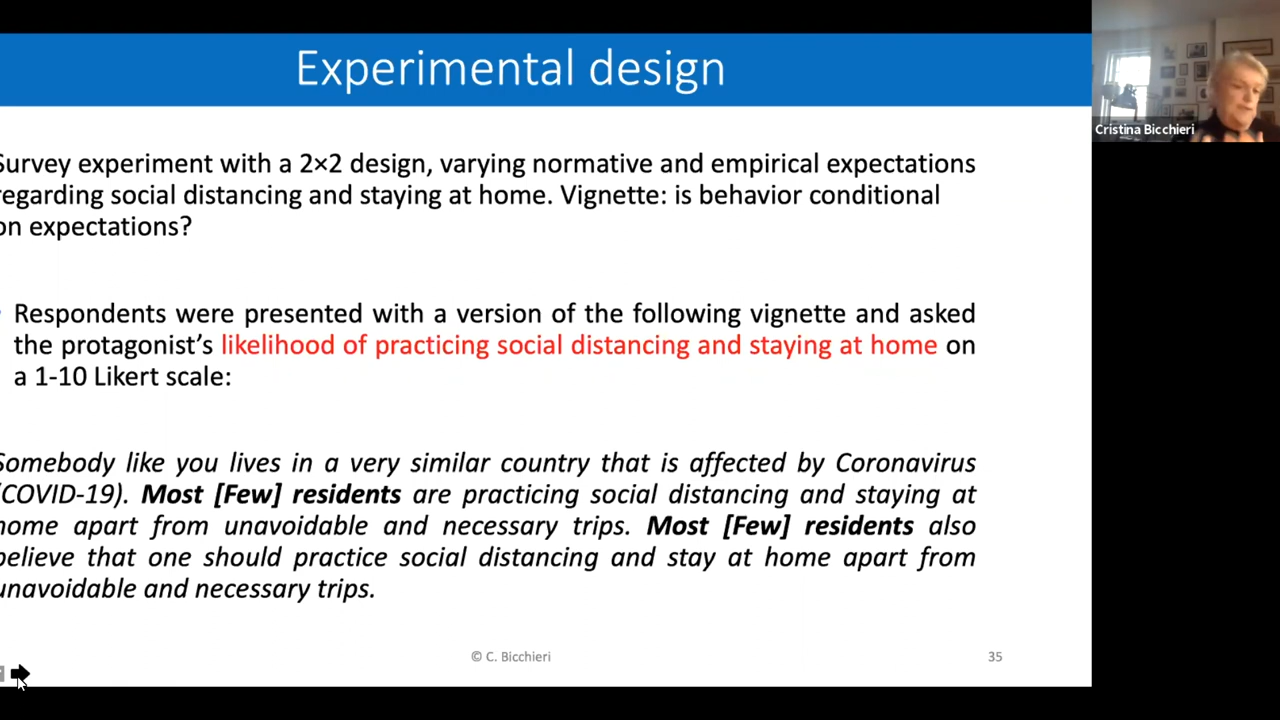 Experimental design
Cristina Bicchieri
Survey experiment with a 2×2 design, varying normative and empirical expectations
regarding social distancing and staying at home. Vignette: is behavior conditional
on expectations?
Respondents were presented with a version of the following vignette and asked
the protagonist's likelihood of practicing social distancing and staying at home on
a 1-10 Likert scale:
Somebody like you lives in a very similar country that is affected by Coronavirus
(COVID-19). Most [Few] residents are practicing social distancing and staying at
home apart from unavoidable and necessary trips. Most [Few] residents also
believe that one should practice social distancing and stay at home apart from
unavoidable and necessary trips.
© C. Bicchieri
35